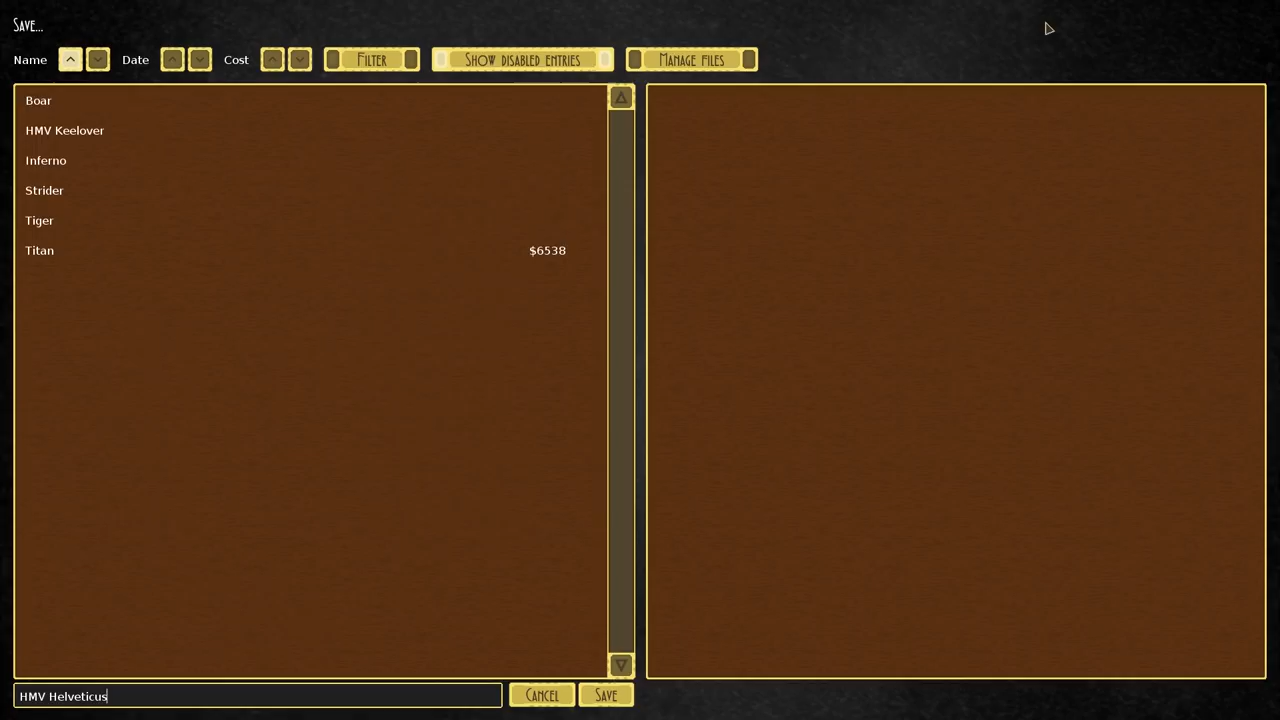 Save...
Name Date Cost Filter Show disabled entries Manage files
Boar
HMV Keelover
Inferno
Strider
Tiger
Titan $6538
HMV Helveticus Cancel Save